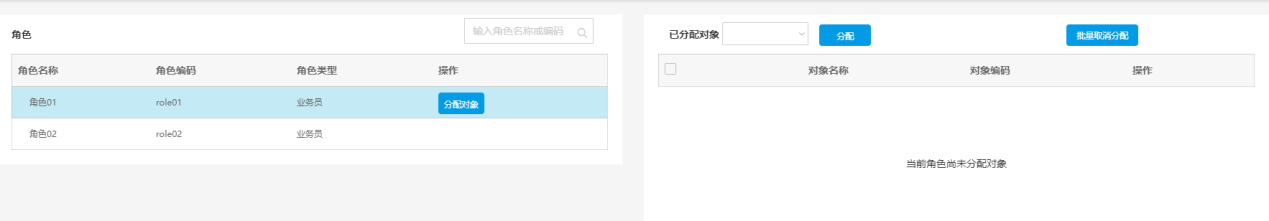 角色
输入角色名称或编码
角色名称 角色编码 角色类型 操作
角色01 role01 业务员 分配对象
角色02 role02 业务员
已分配对象 分配 批量取消分配
对象名称 对象编码 操作
当前角色尚未分配对象